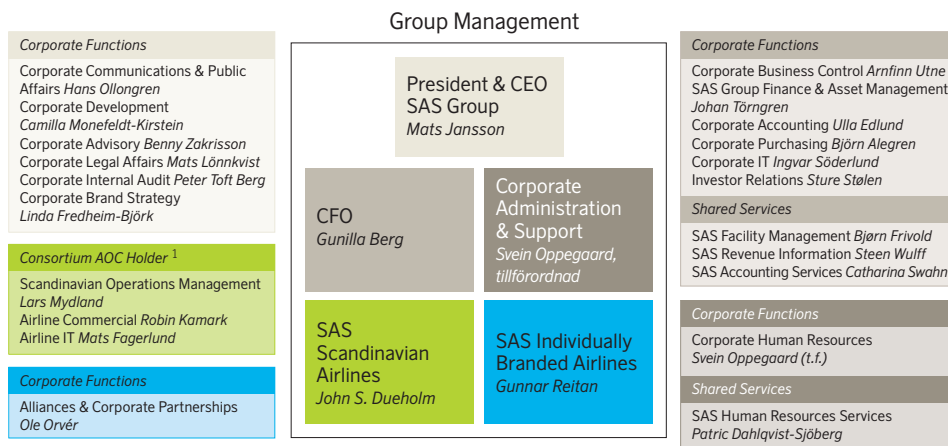 Group Management
Corporate Functions
Corporate Communications & Public
Affairs Hans Ollongren
Corporate Development
Camilla Monefeldt-Kirstein
Corporate Advisory Benny Zakrisson
Corporate Legal Affairs Mats Lönnkvist
Corporate Internal Audit Peter Toft Berg
Corporate Brand Strategy
Linda Fredheim-Björk
Consortium AOC Holder 1
Scandinavian Operations Management
Lars Mydland
Airline Commercial Robin Kamark
Airline IT Mats Fagerlund
Corporate Functions
Alliances & Corporate Partnerships
Ole Orvér
President & CEO
SAS Group
Mats Jansson
CFO
Gunilla Berg
Corporate
Administration
& Support
Svein Oppegaard,
tillförordnad
SAS
Scandinavian
Airlines
John S. Dueholm
SAS Individually
Branded Airlines
Gunnar Reitan
Corporate Functions
Corporate Business Control Arnfinn Utne
SAS Group Finance & Asset Management
Johan Törngren
Corporate Accounting Ulla Edlund
Corporate Purchasing Björn Alegren
Corporate IT Ingvar Söderlund
Investor Relations Sture Stølen
Shared Services
SAS Facility Management Bjørn Frivold
SAS Revenue Information Steen Wulff
SAS Accounting Services Catharina Swahn
Corporate Functions
Corporate Human Resources
Svein Oppegaard (t.f.)
Shared Services
SAS Human Resources Services
Patric Dahlqvist-Sjöberg